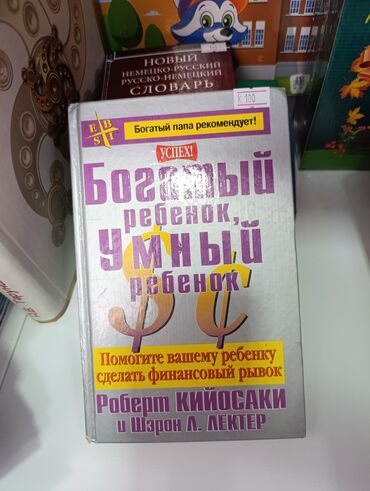 НОВЫЙ
НЕМЕЦКО-РУССКИЙ
РУССКО-НЕМЕЦКИЙ
СЛОВАРЬ
к 100
E B
S I
Богатый папа рекомендует!
УСПЕХ!
Богатый
ребенок,
Умный
ребенок
$ ¢
Помогите вашему ребенку
сделать финансовый рывок
Роберт КИЙОСАКИ
и Шэрон Л. ЛЕКТЕР